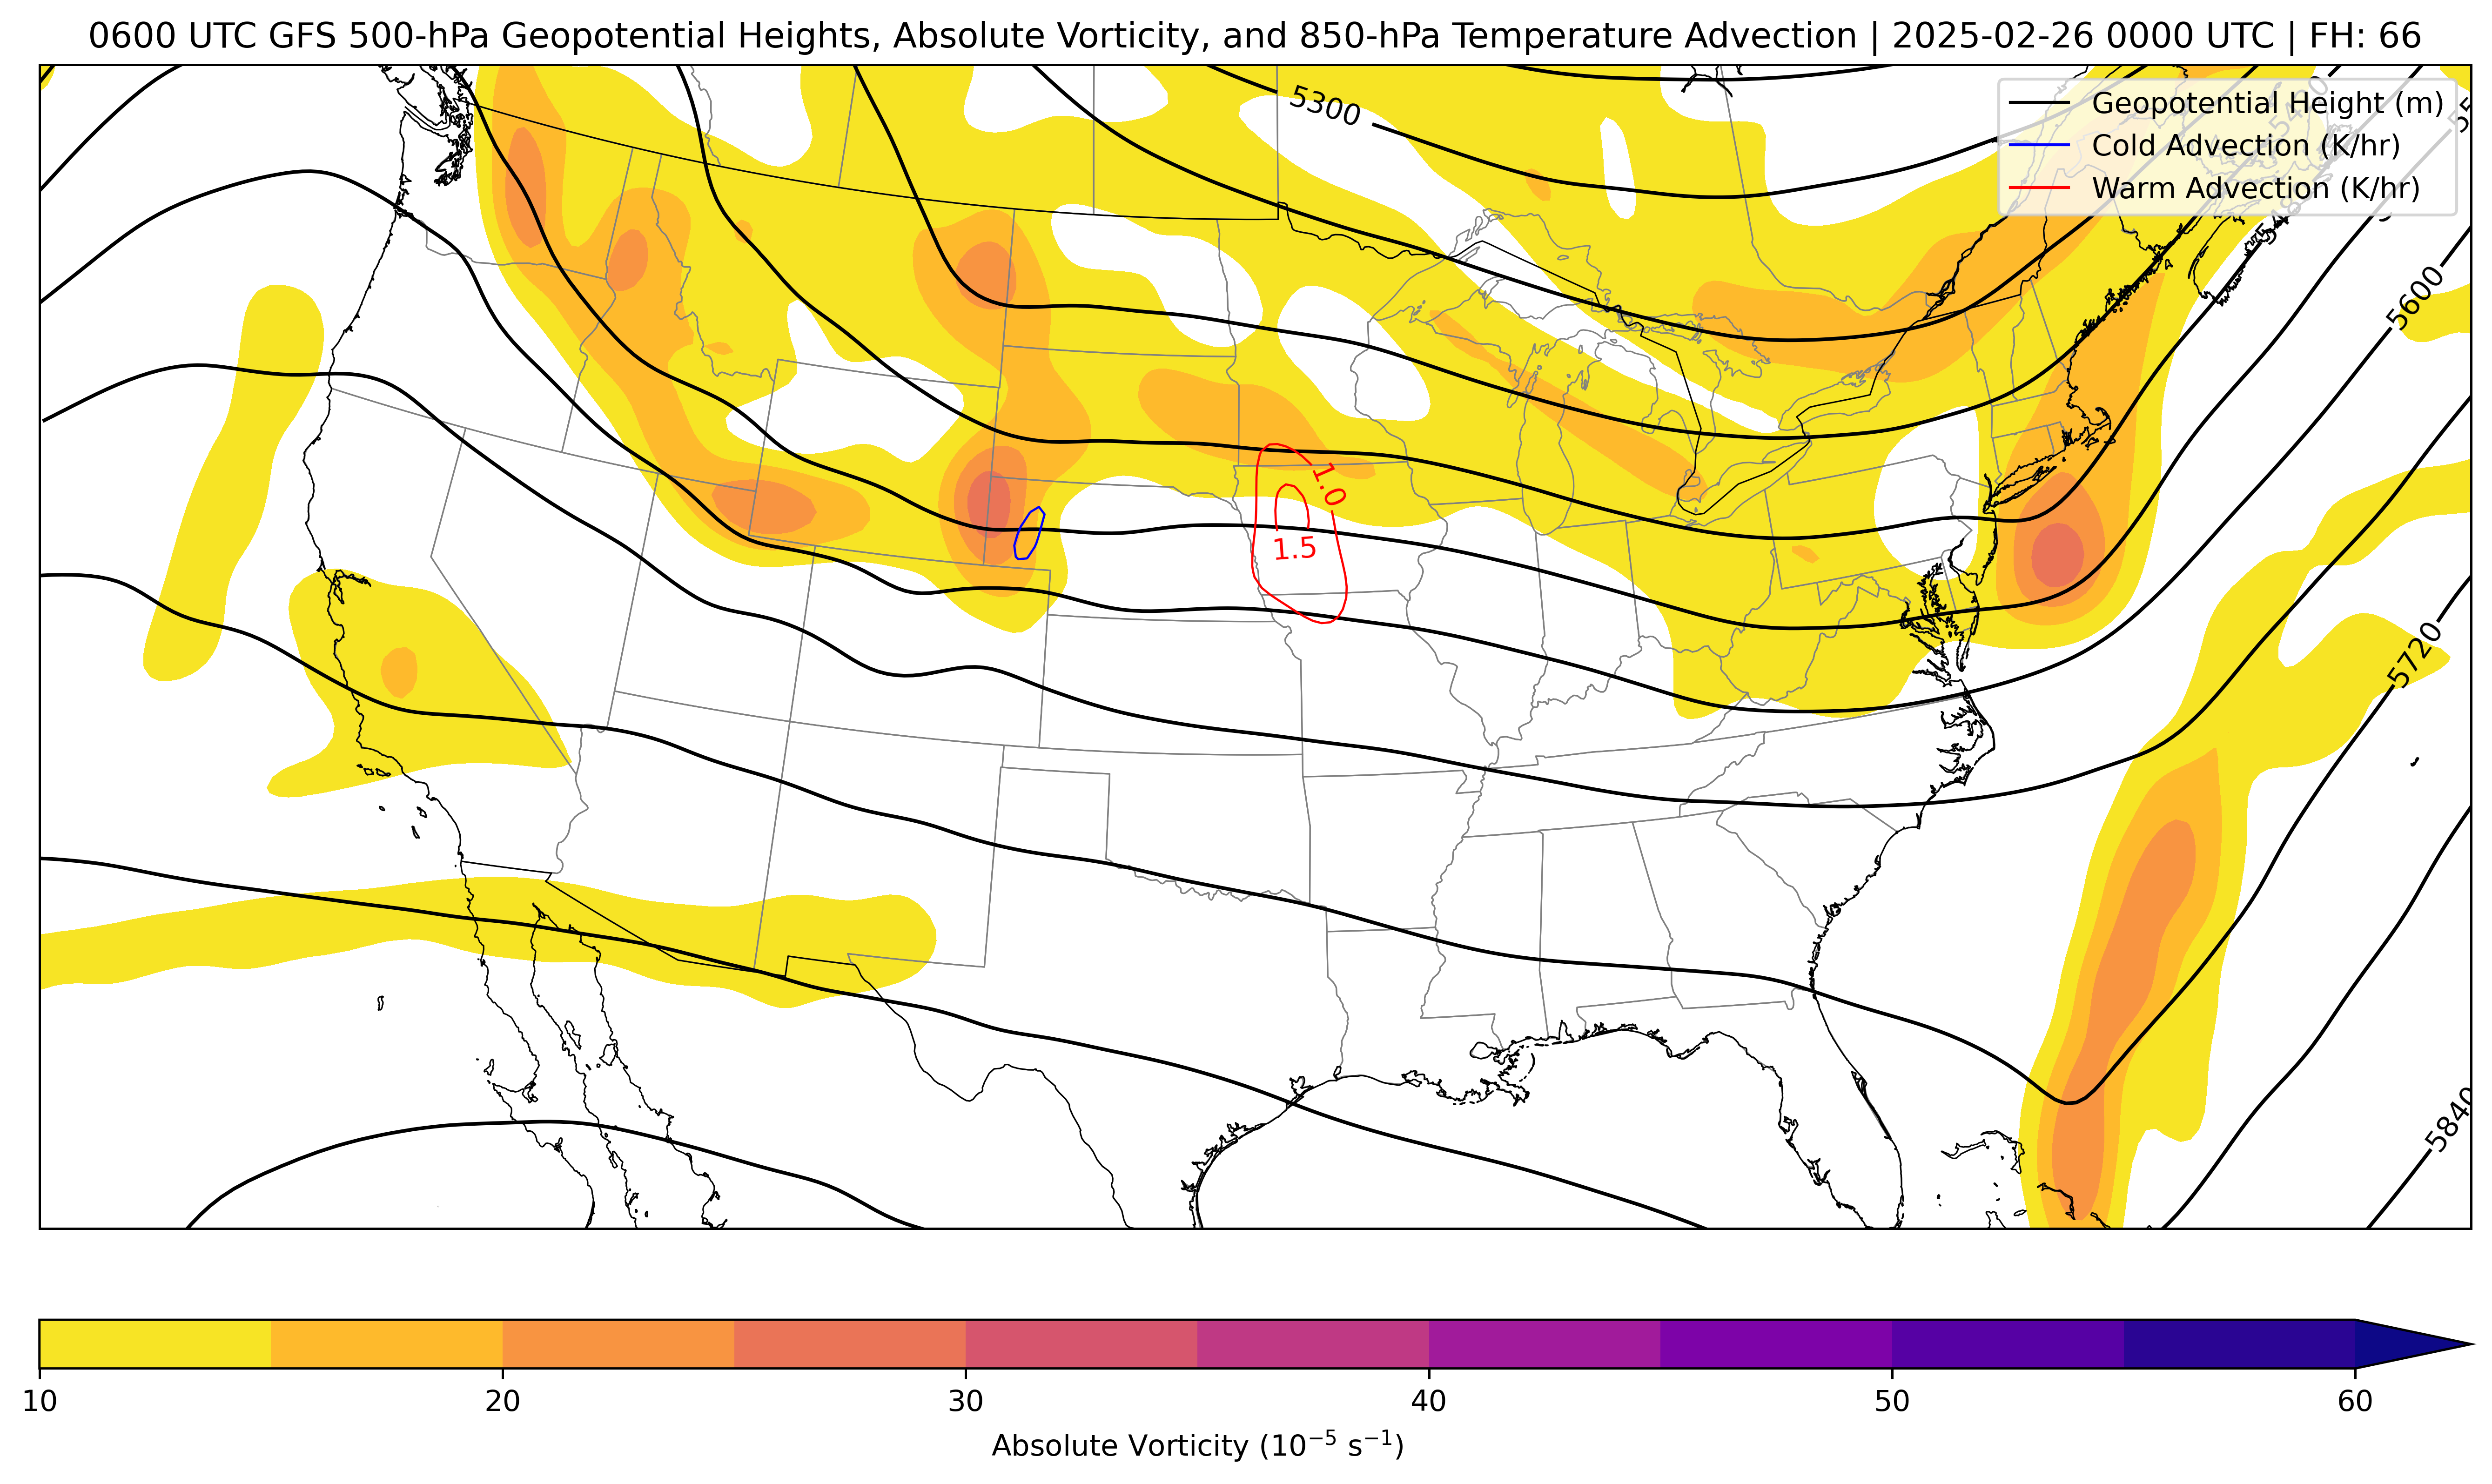 0600 UTC GFS 500-hPa Geopotential Heights, Absolute Vorticity, and 850-hPa Temperature Advection | 2025-02-26 0000 UTC | FH: 66
Geopotential Height (m)
Cold Advection (K/hr)
Warm Advection (K/hr)
5300
5600
1.0
1.5
5720
5840
10 20 30 40 50 60
Absolute Vorticity (10⁻⁵ s⁻¹)